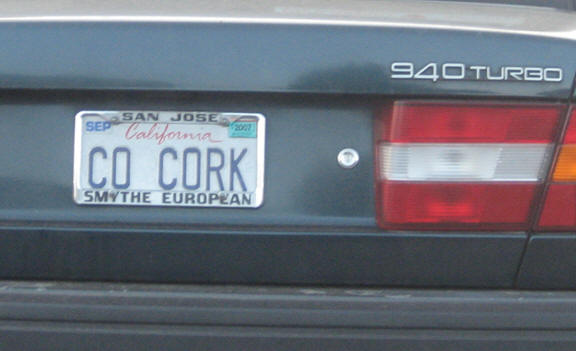 940 TURBO
SAN JOSE
SEP California 2007
CO CORK
SMYTHE EUROPEAN